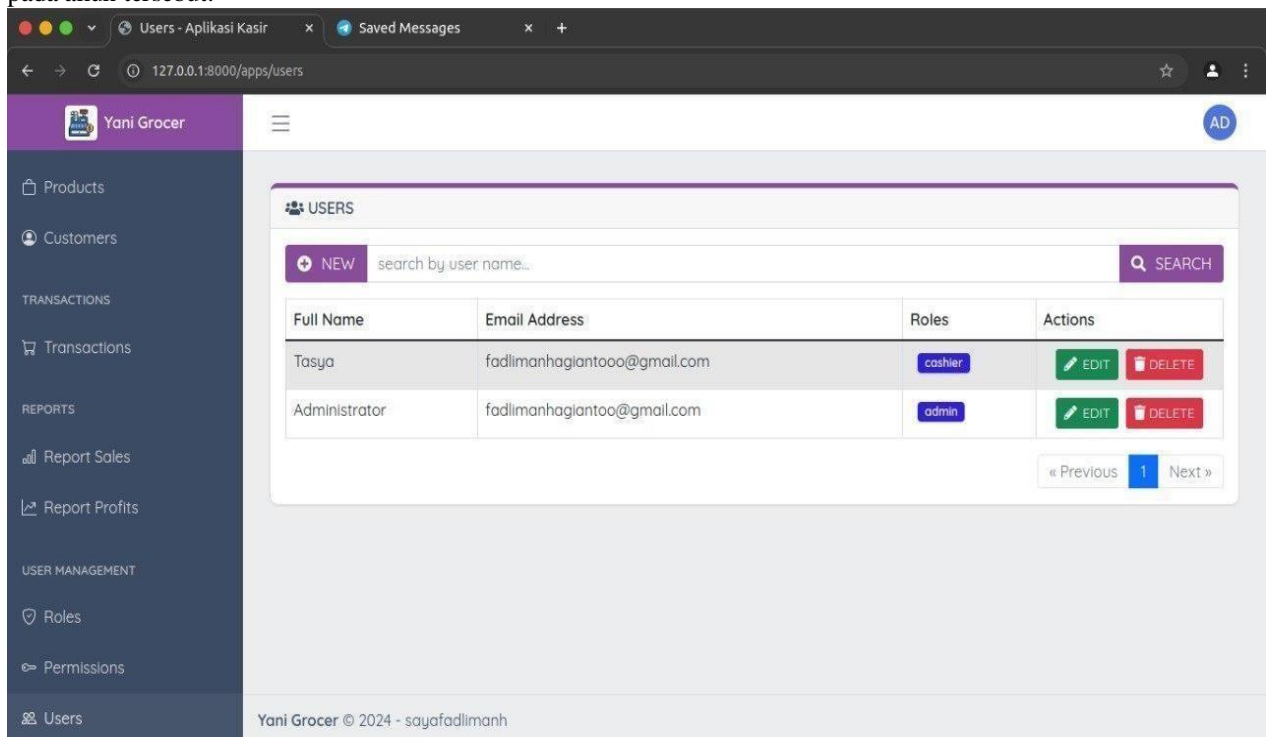 Users - Aplikasi Kasir
Saved Messages
127.0.0.1:8000/apps/users
Yani Grocer
AD
Products
Customers
TRANSACTIONS
Transactions
REPORTS
Report Sales
Report Profits
USER MANAGEMENT
Roles
Permissions
Users
USERS
NEW search by user name... SEARCH
Full Name Email Address Roles Actions
Tasya fadlimanhagiantooo@gmail.com cashier EDIT DELETE
Administrator fadlimanhagiantoo@gmail.com admin EDIT DELETE
« Previous 1 Next »
Yani Grocer © 2024 - sayafadlimanh